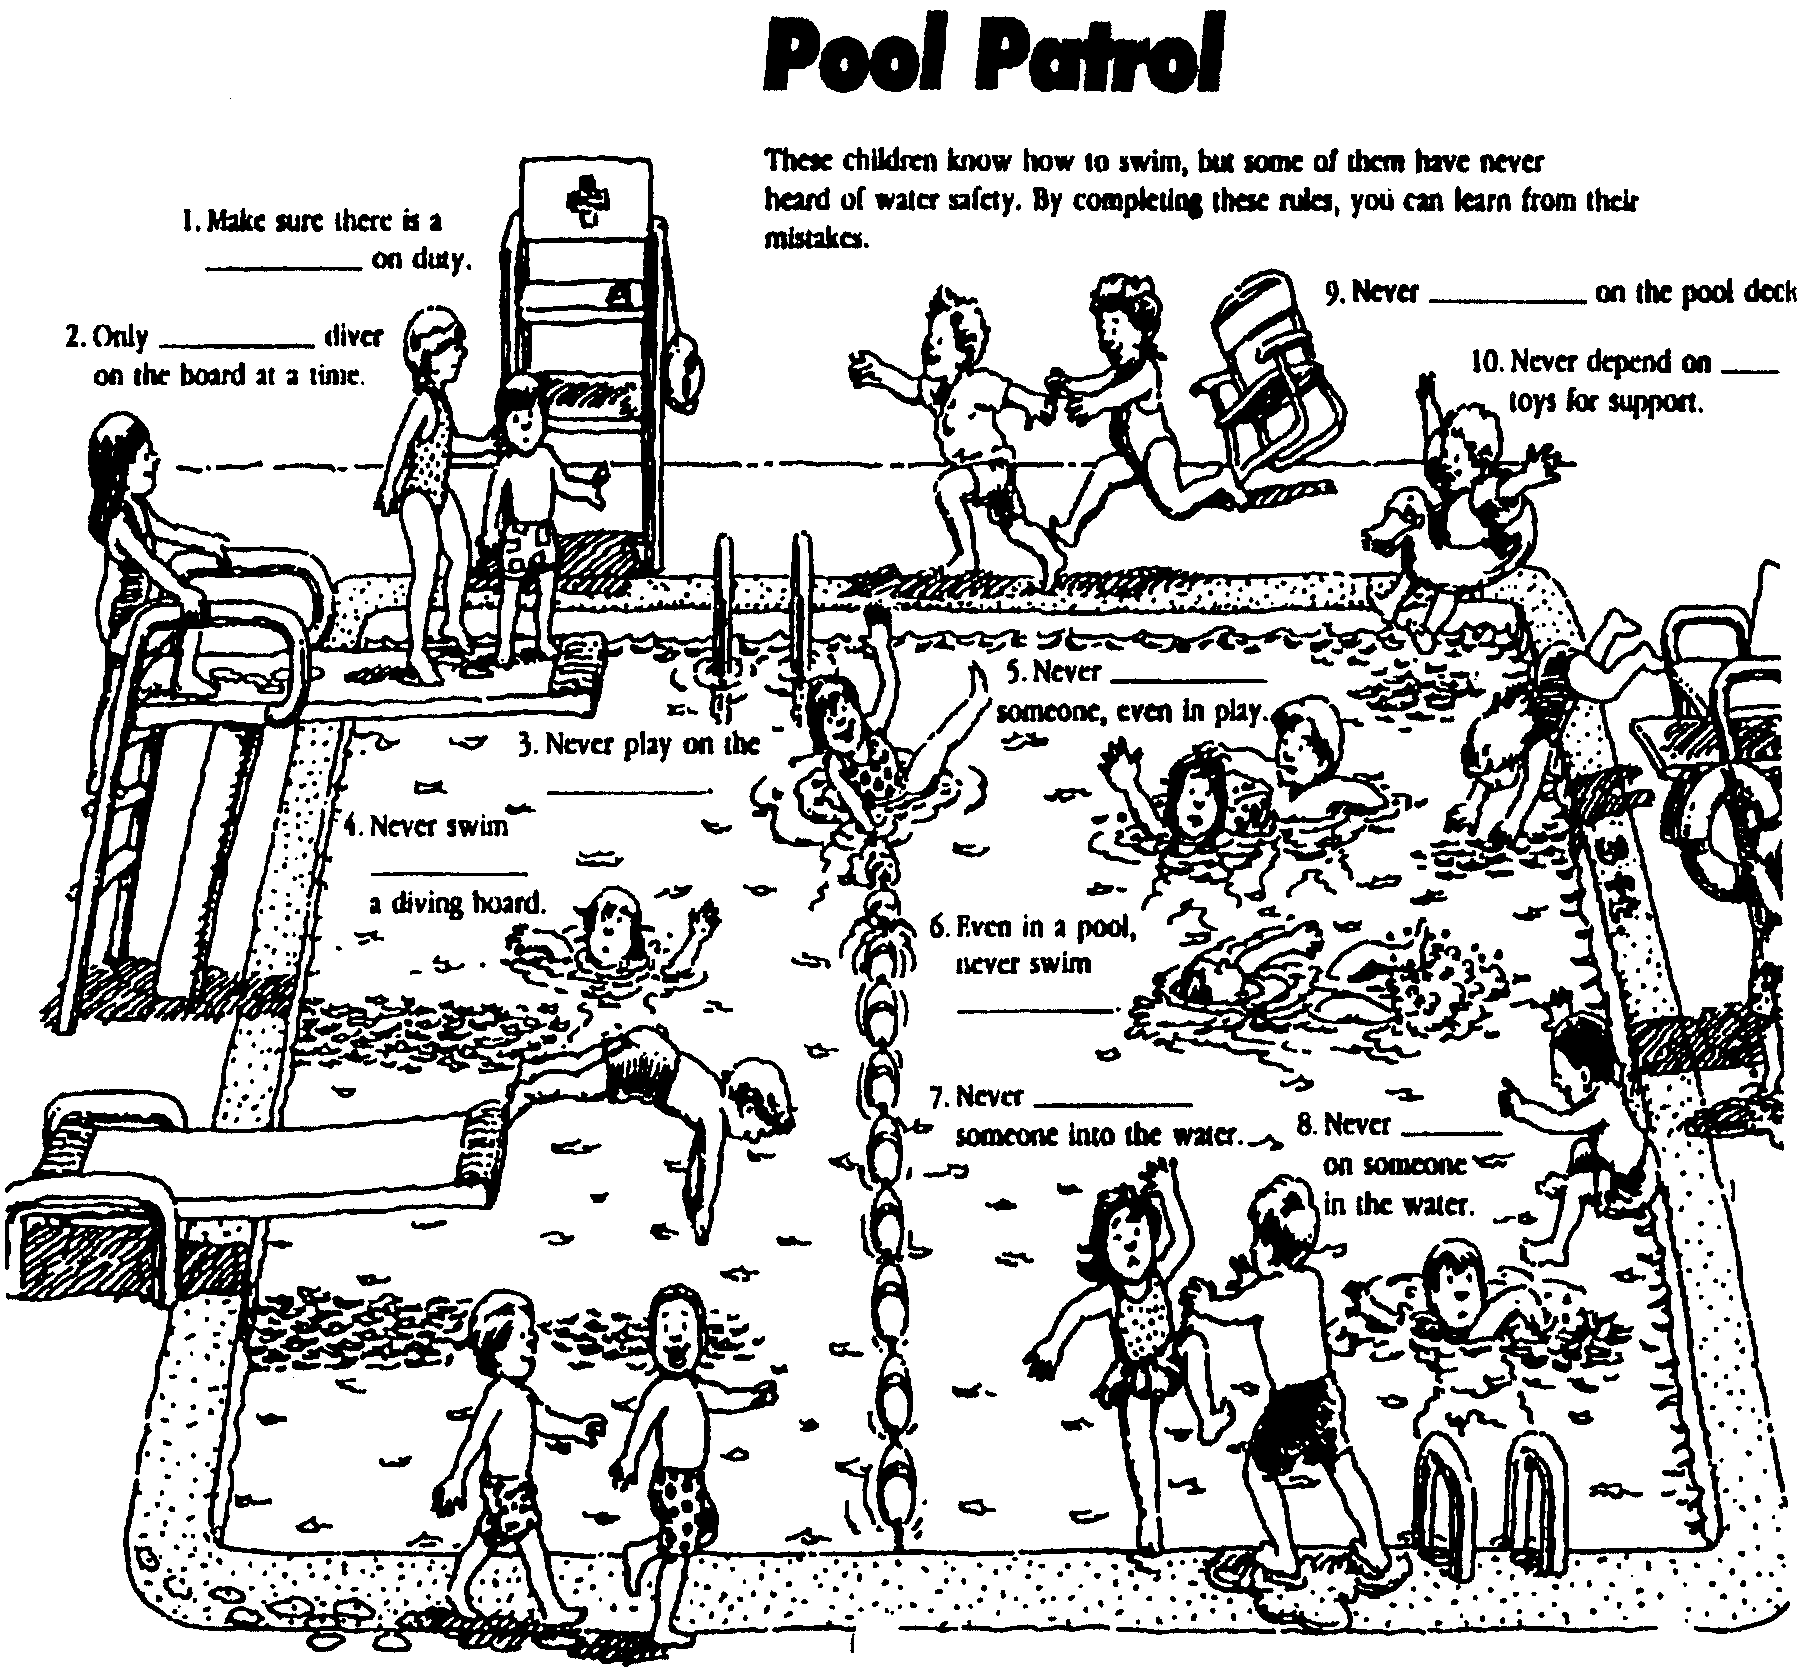 Pool Patrol
These children know how to swim, but some of them have never
heard of water safety. By completing these rules, you can learn from their
mistakes.
1. Make sure there is a
__________ on duty.
2. Only __________ diver
on the board at a time.
3. Never play on the
__________.
4. Never swim
__________
a diving board.
5. Never __________
someone, even in play.
6. Even in a pool,
never swim
__________.
7. Never __________
someone into the water.
8. Never __________
on someone
in the water.
9. Never __________ on the pool deck
10. Never depend on ____
toys for support.